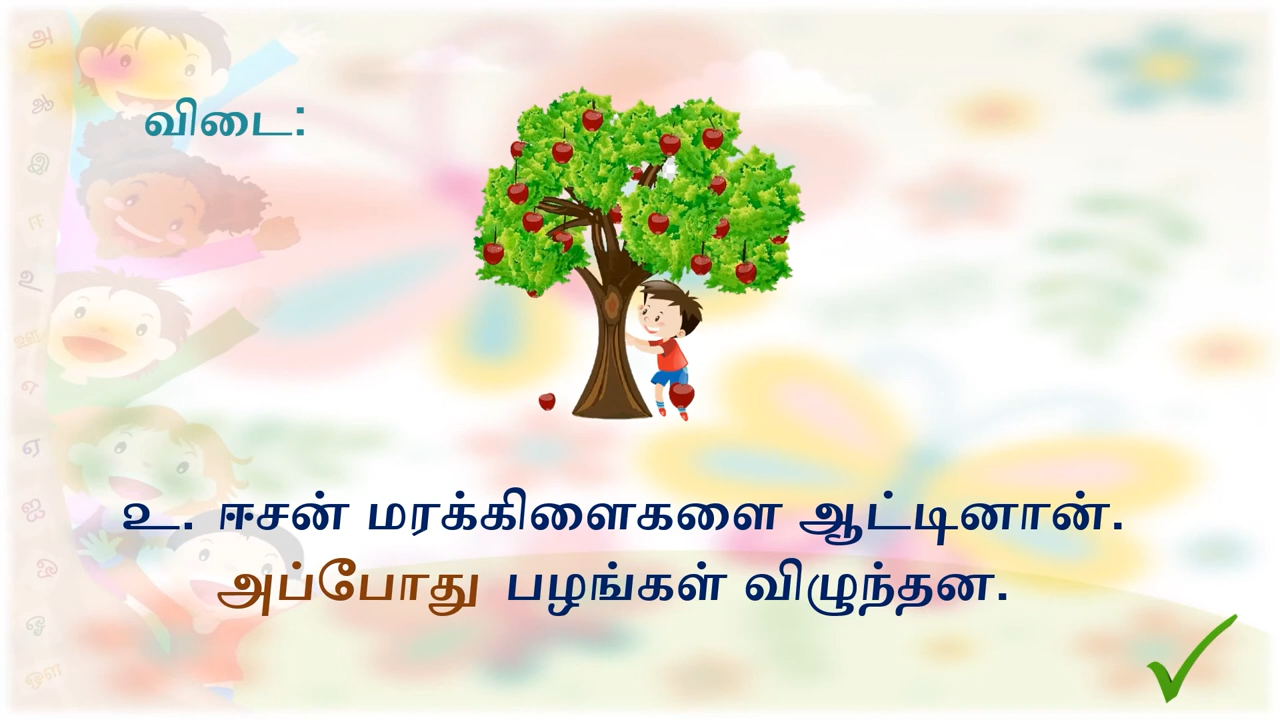 விடை:
உ. ஈசன் மரக்கிளைகளை ஆட்டினான்.
அப்போது பழங்கள் விழுந்தன.
அ
ஆ
இ
ஈ
உ
ஊ
எ
ஏ
ஐ
ஒ
ஓ
ஔ